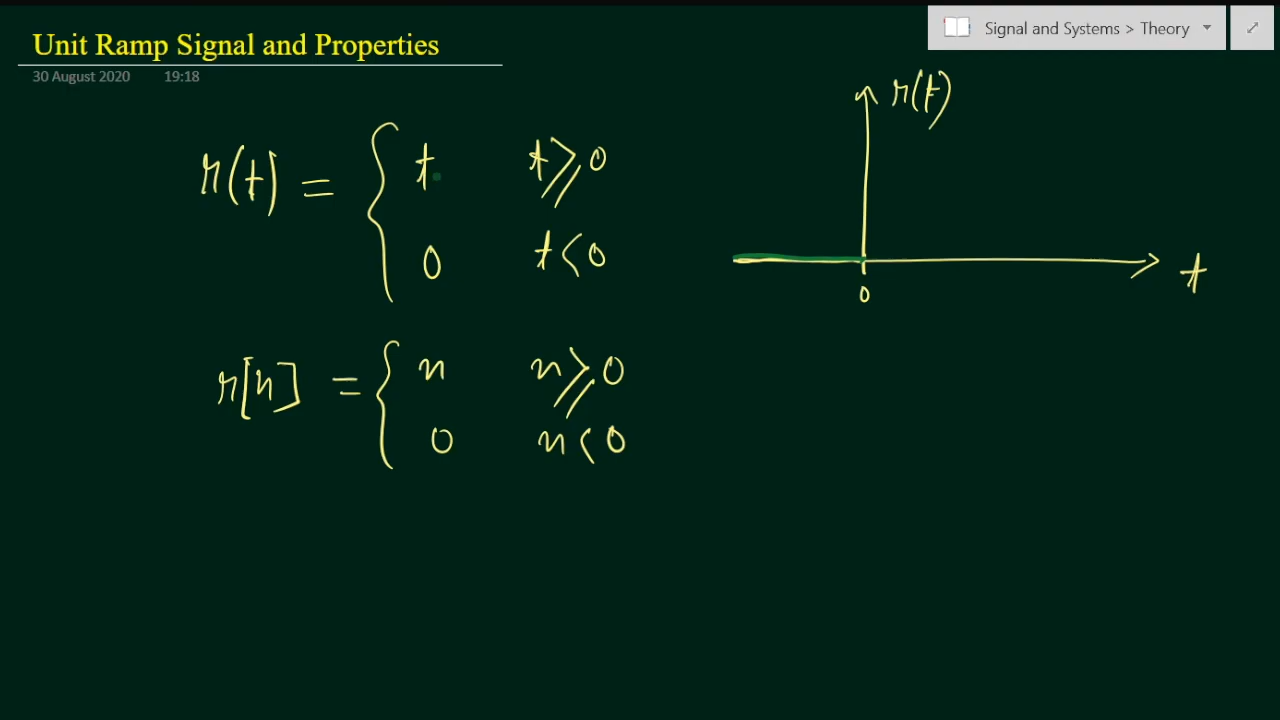 Unit Ramp Signal and Properties
30 August 2020 19:18
Signal and Systems > Theory
r(t)
r(t) = { t t ≥ 0
0 t < 0
t
0
r[n] = { n n ≥ 0
0 n < 0